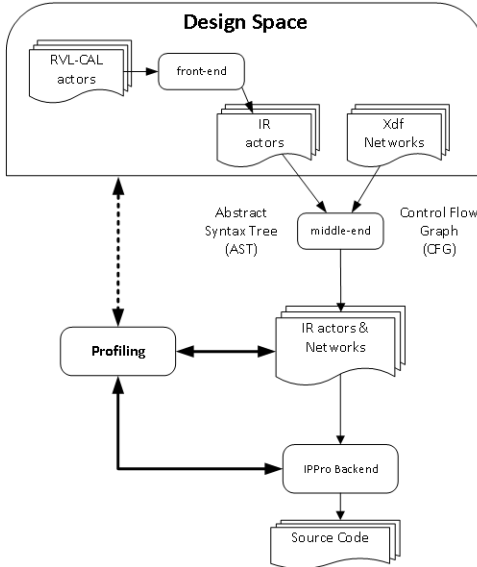 Design Space
RVL-CAL
actors
front-end
IR
actors
Xdf
Networks
Abstract
Syntax Tree
(AST)
middle-end
Control Flow
Graph
(CFG)
IR actors &
Networks
Profiling
IPPro Backend
Source Code